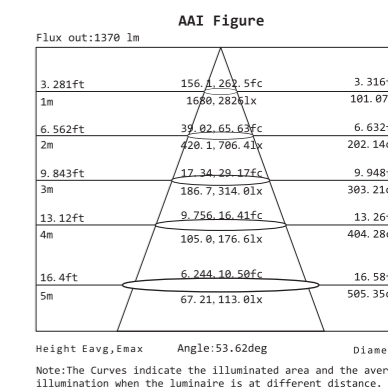 AAI Figure
Flux out:1370 lm
3.281ft 156.1,262.5fc 3.316
1m 1680,2826lx 101.07
6.562ft 39.02,65.63fc 6.632
2m 420.1,706.4lx 202.14
9.843ft 17.34,29.17fc 9.948
3m 186.7,314.0lx 303.21
13.12ft 9.756,16.41fc 13.26
4m 105.0,176.6lx 404.28
16.4ft 6.244,10.50fc 16.58
5m 67.21,113.0lx 505.35
Height Eavg,Emax Angle:53.62deg Diame
Note:The Curves indicate the illuminated area and the aver
illumination when the luminaire is at different distance.